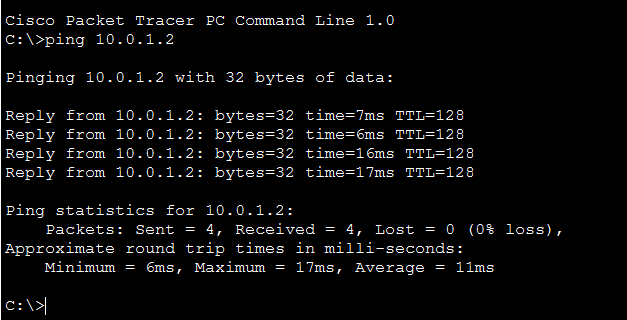 Cisco Packet Tracer PC Command Line 1.0
C:\>ping 10.0.1.2
Pinging 10.0.1.2 with 32 bytes of data:
Reply from 10.0.1.2: bytes=32 time=7ms TTL=128
Reply from 10.0.1.2: bytes=32 time=6ms TTL=128
Reply from 10.0.1.2: bytes=32 time=16ms TTL=128
Reply from 10.0.1.2: bytes=32 time=17ms TTL=128
Ping statistics for 10.0.1.2:
Packets: Sent = 4, Received = 4, Lost = 0 (0% loss),
Approximate round trip times in milli-seconds:
Minimum = 6ms, Maximum = 17ms, Average = 11ms
C:\>